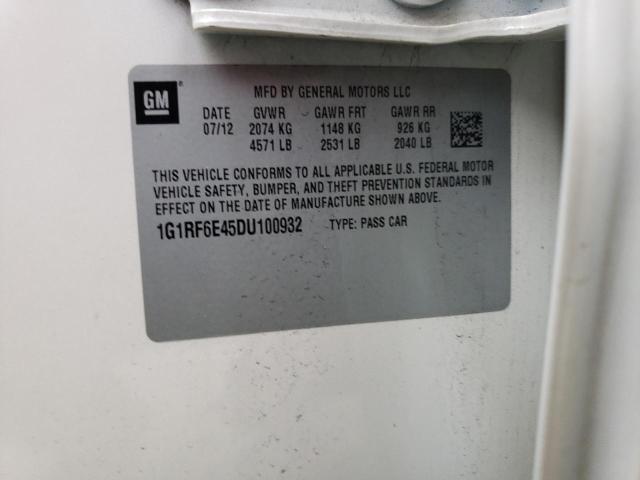 GM
MFD BY GENERAL MOTORS LLC
DATE GVWR GAWR FRT GAWR RR
07/12 2074 KG 1148 KG 926 KG
4571 LB 2531 LB 2040 LB
THIS VEHICLE CONFORMS TO ALL APPLICABLE U.S. FEDERAL MOTOR
VEHICLE SAFETY, BUMPER, AND THEFT PREVENTION STANDARDS IN
EFFECT ON THE DATE OF MANUFACTURE SHOWN ABOVE.
1G1RF6E45DU100932 TYPE: PASS CAR